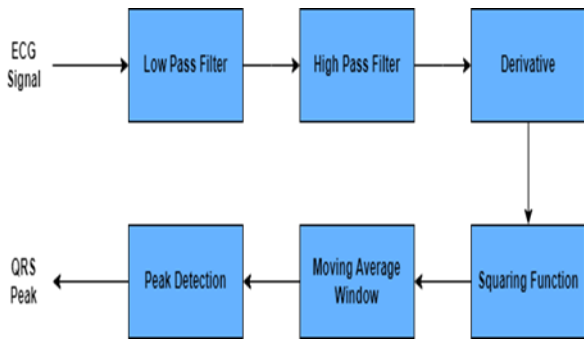 ECG
Signal
Low Pass Filter
High Pass Filter
Derivative
QRS
Peak
Peak Detection
Moving Average
Window
Squaring Function